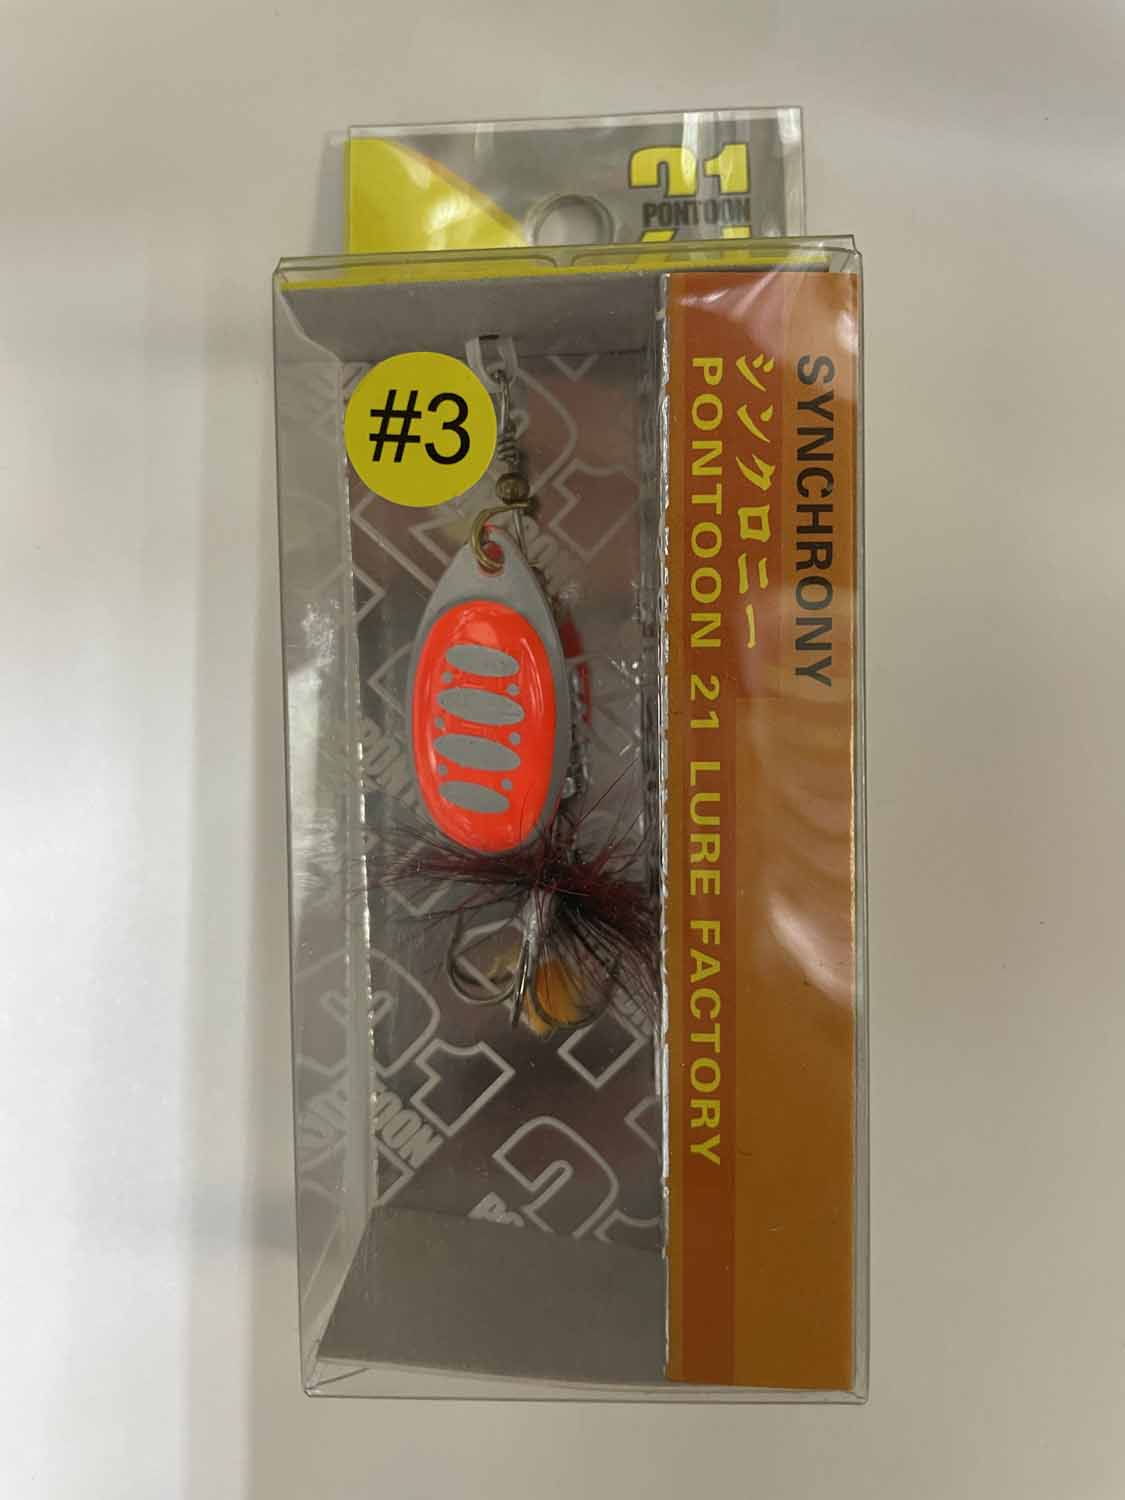 21
PONTOON
#3
SYNCHRONY
シンクロニー
PONTOON 21 LURE FACTORY